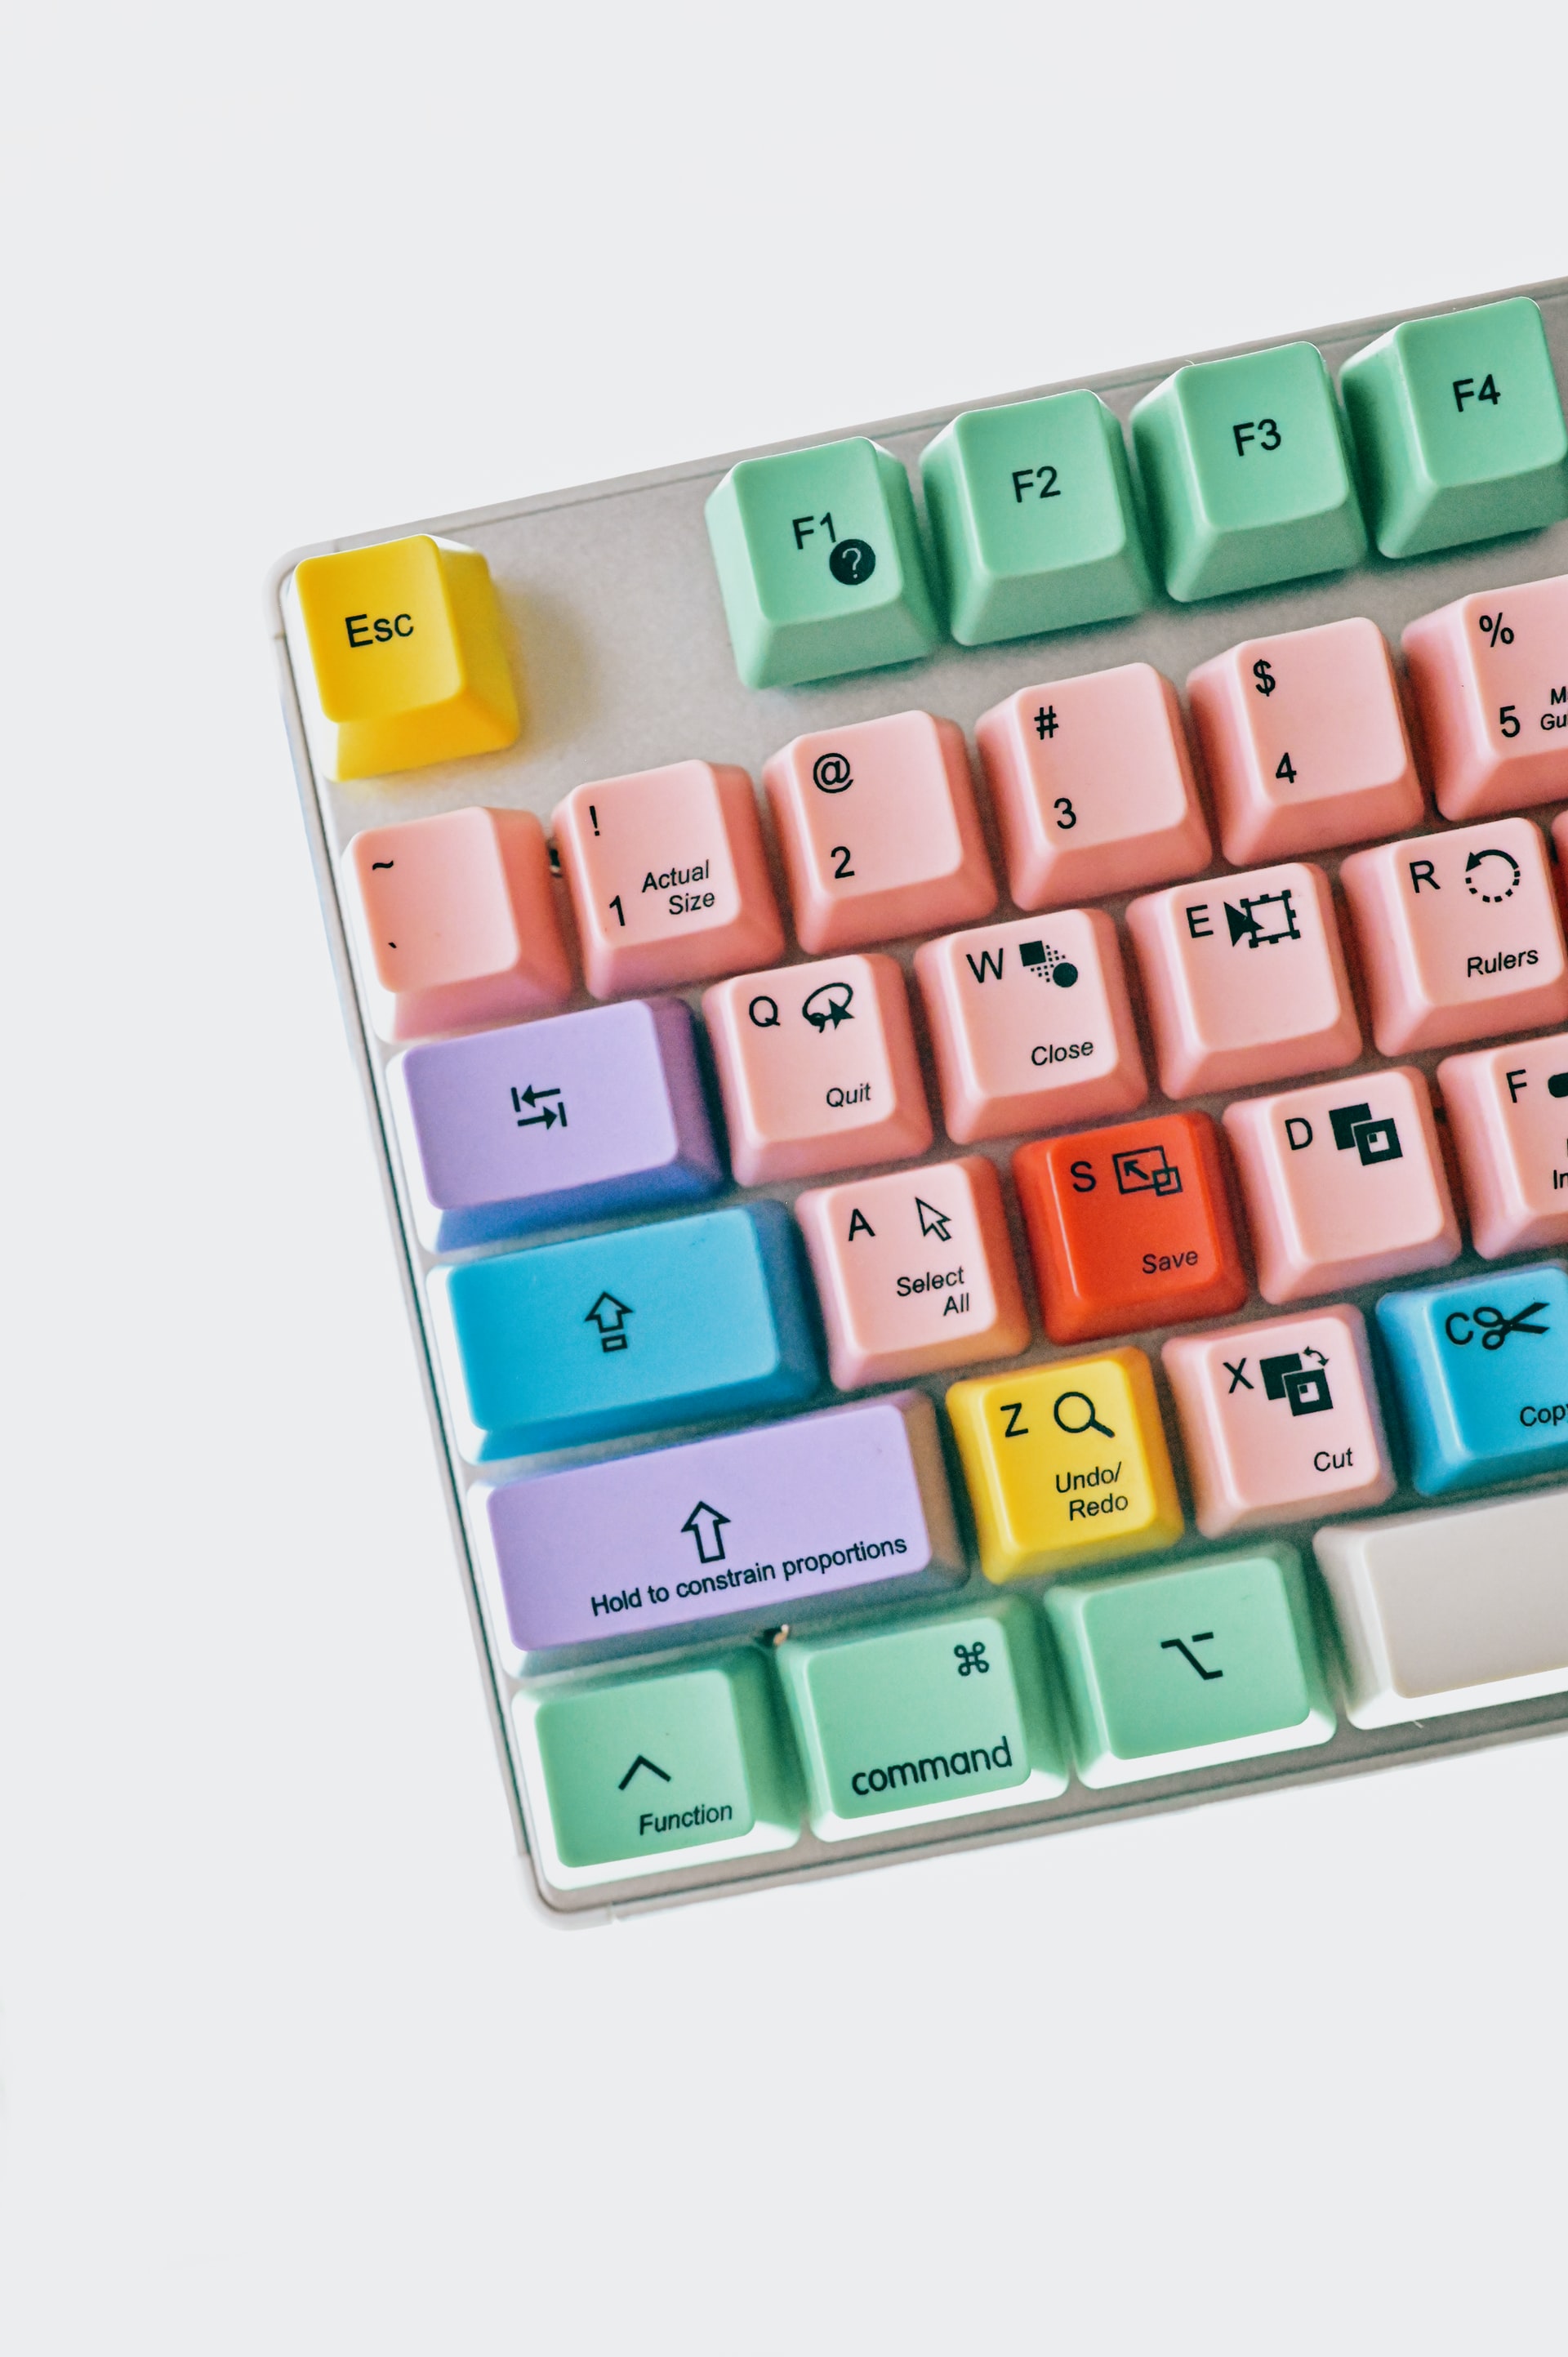 Esc
F1
?
F2
F3
F4
~
`
!
1
Actual
Size
@
2
#
3
$
4
%
5
Q
Quit
W
Close
E
R
Rulers
A
Select
All
S
Save
D
F
Hold to constrain proportions
Z
Undo/
Redo
X
Cut
C
Copy
Function
⌘
command
⌥